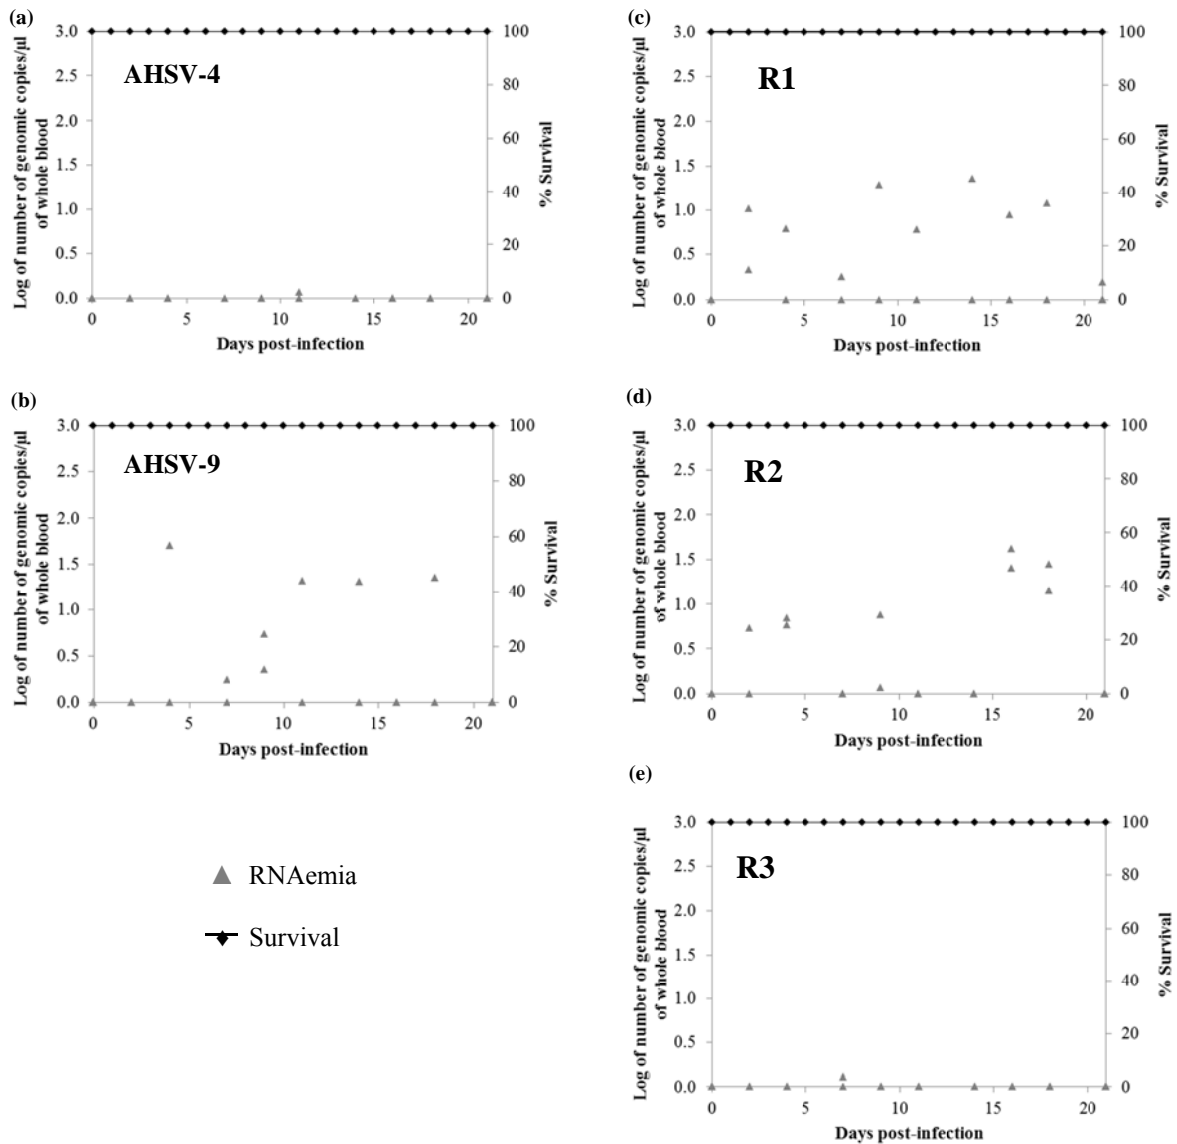 (a)
AHSV-4
Log of number of genomic copies/µl
of whole blood
3.0
2.5
2.0
1.5
1.0
0.5
0.0
100
80
60
40
20
0
% Survival
0 5 10 15 20
Days post-infection
(b)
AHSV-9
Log of number of genomic copies/µl
of whole blood
3.0
2.5
2.0
1.5
1.0
0.5
0.0
100
80
60
40
20
0
% Survival
0 5 10 15 20
Days post-infection
RNAemia
Survival
(c)
R1
Log of number of genomic copies/µl
of whole blood
3.0
2.5
2.0
1.5
1.0
0.5
0.0
100
80
60
40
20
0
% Survival
0 5 10 15 20
Days post-infection
(d)
R2
Log of number of genomic copies/µl
of whole blood
3.0
2.5
2.0
1.5
1.0
0.5
0.0
100
80
60
40
20
0
% Survival
0 5 10 15 20
Days post-infection
(e)
R3
Log of number of genomic copies/µl
of whole blood
3.0
2.5
2.0
1.5
1.0
0.5
0.0
100
80
60
40
20
0
% Survival
0 5 10 15 20
Days post-infection